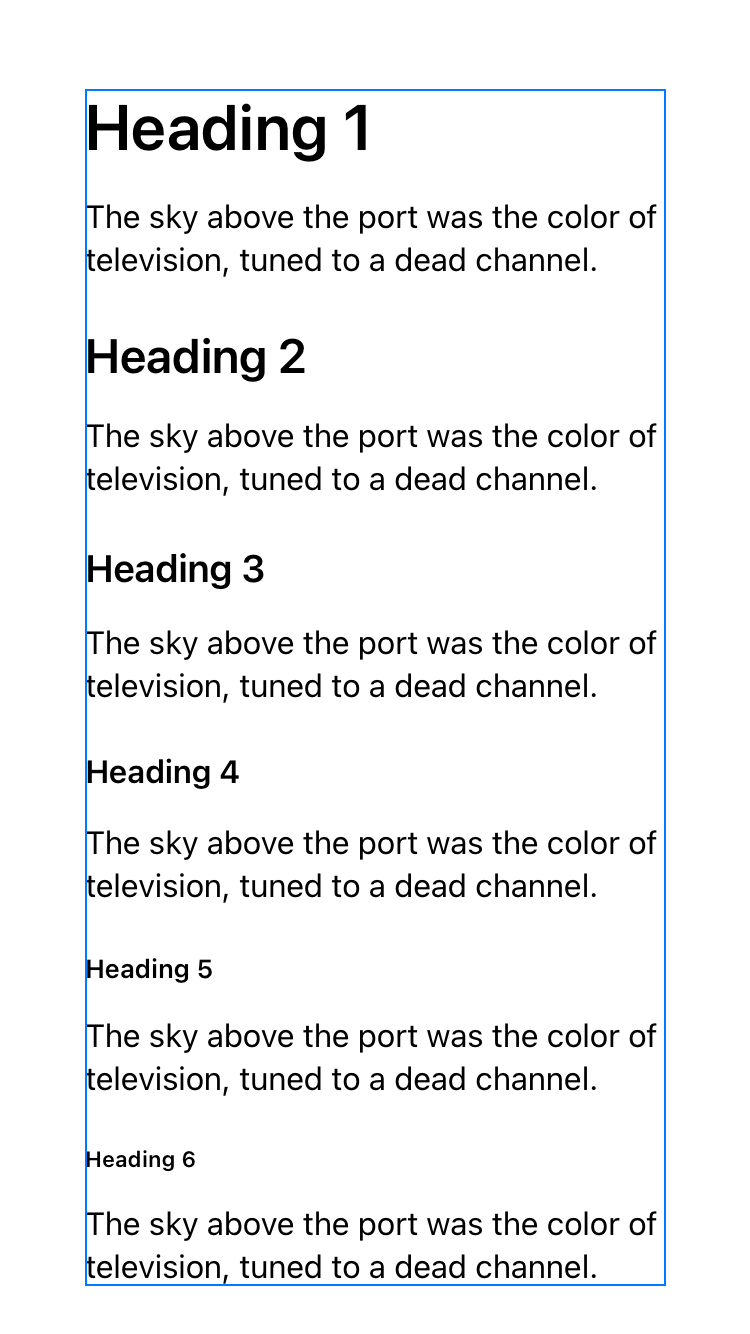 Heading 1
The sky above the port was the color of
television, tuned to a dead channel.
Heading 2
The sky above the port was the color of
television, tuned to a dead channel.
Heading 3
The sky above the port was the color of
television, tuned to a dead channel.
Heading 4
The sky above the port was the color of
television, tuned to a dead channel.
Heading 5
The sky above the port was the color of
television, tuned to a dead channel.
Heading 6
The sky above the port was the color of
television, tuned to a dead channel.